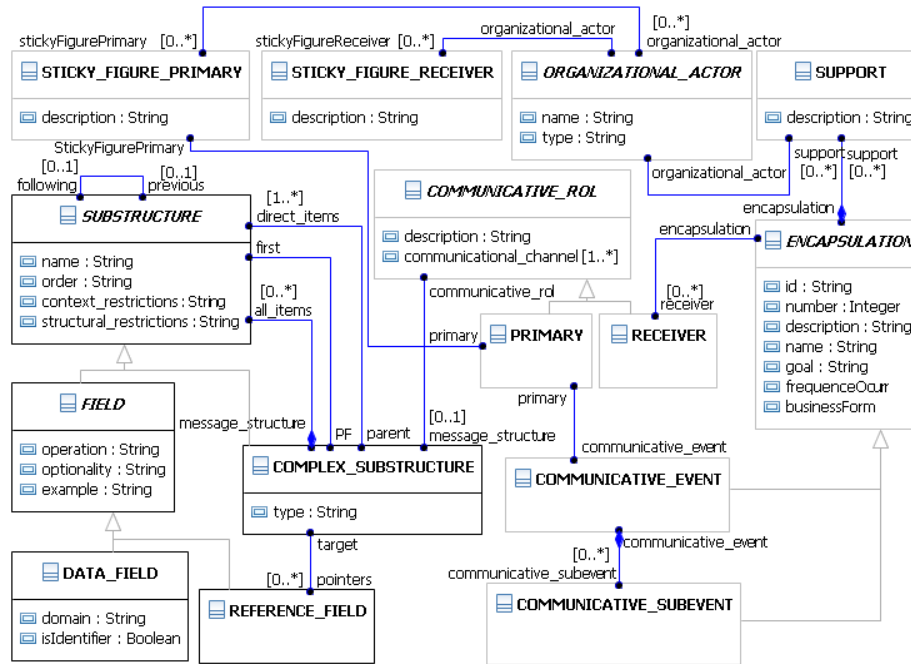 stickyFigurePrimary [0..*]
stickyFigureReceiver [0..*]
organizational_actor
[0..*]
organizational_actor
STICKY_FIGURE_PRIMARY
description : String
StickyFigurePrimary
STICKY_FIGURE_RECEIVER
description : String
ORGANIZATIONAL_ACTOR
name : String
type : String
organizational_actor
SUPPORT
description : String
support
[0..*]
support
[0..*]
encapsulation
[0..1]
following
[0..1]
previous
SUBSTRUCTURE
name : String
order : String
context_restrictions : String
structural_restrictions : String
[1..*]
direct_items
first
[0..*]
all_items
COMMUNICATIVE_ROL
description : String
communicational_channel [1..*]
communicative_rol
encapsulation
[0..*]
receiver
ENCAPSULATION
id : String
number : Integer
description : String
name : String
goal : String
frequenceOcurr
businessForm
primary
PRIMARY
RECEIVER
primary
FIELD
operation : String
optionality : String
example : String
message_structure
PF
parent
[0..1]
message_structure
COMPLEX_SUBSTRUCTURE
type : String
target
communicative_event
COMMUNICATIVE_EVENT
communicative_event
[0..*]
communicative_subevent
COMMUNICATIVE_SUBEVENT
DATA_FIELD
domain : String
isIdentifier : Boolean
[0..*]
pointers
REFERENCE_FIELD